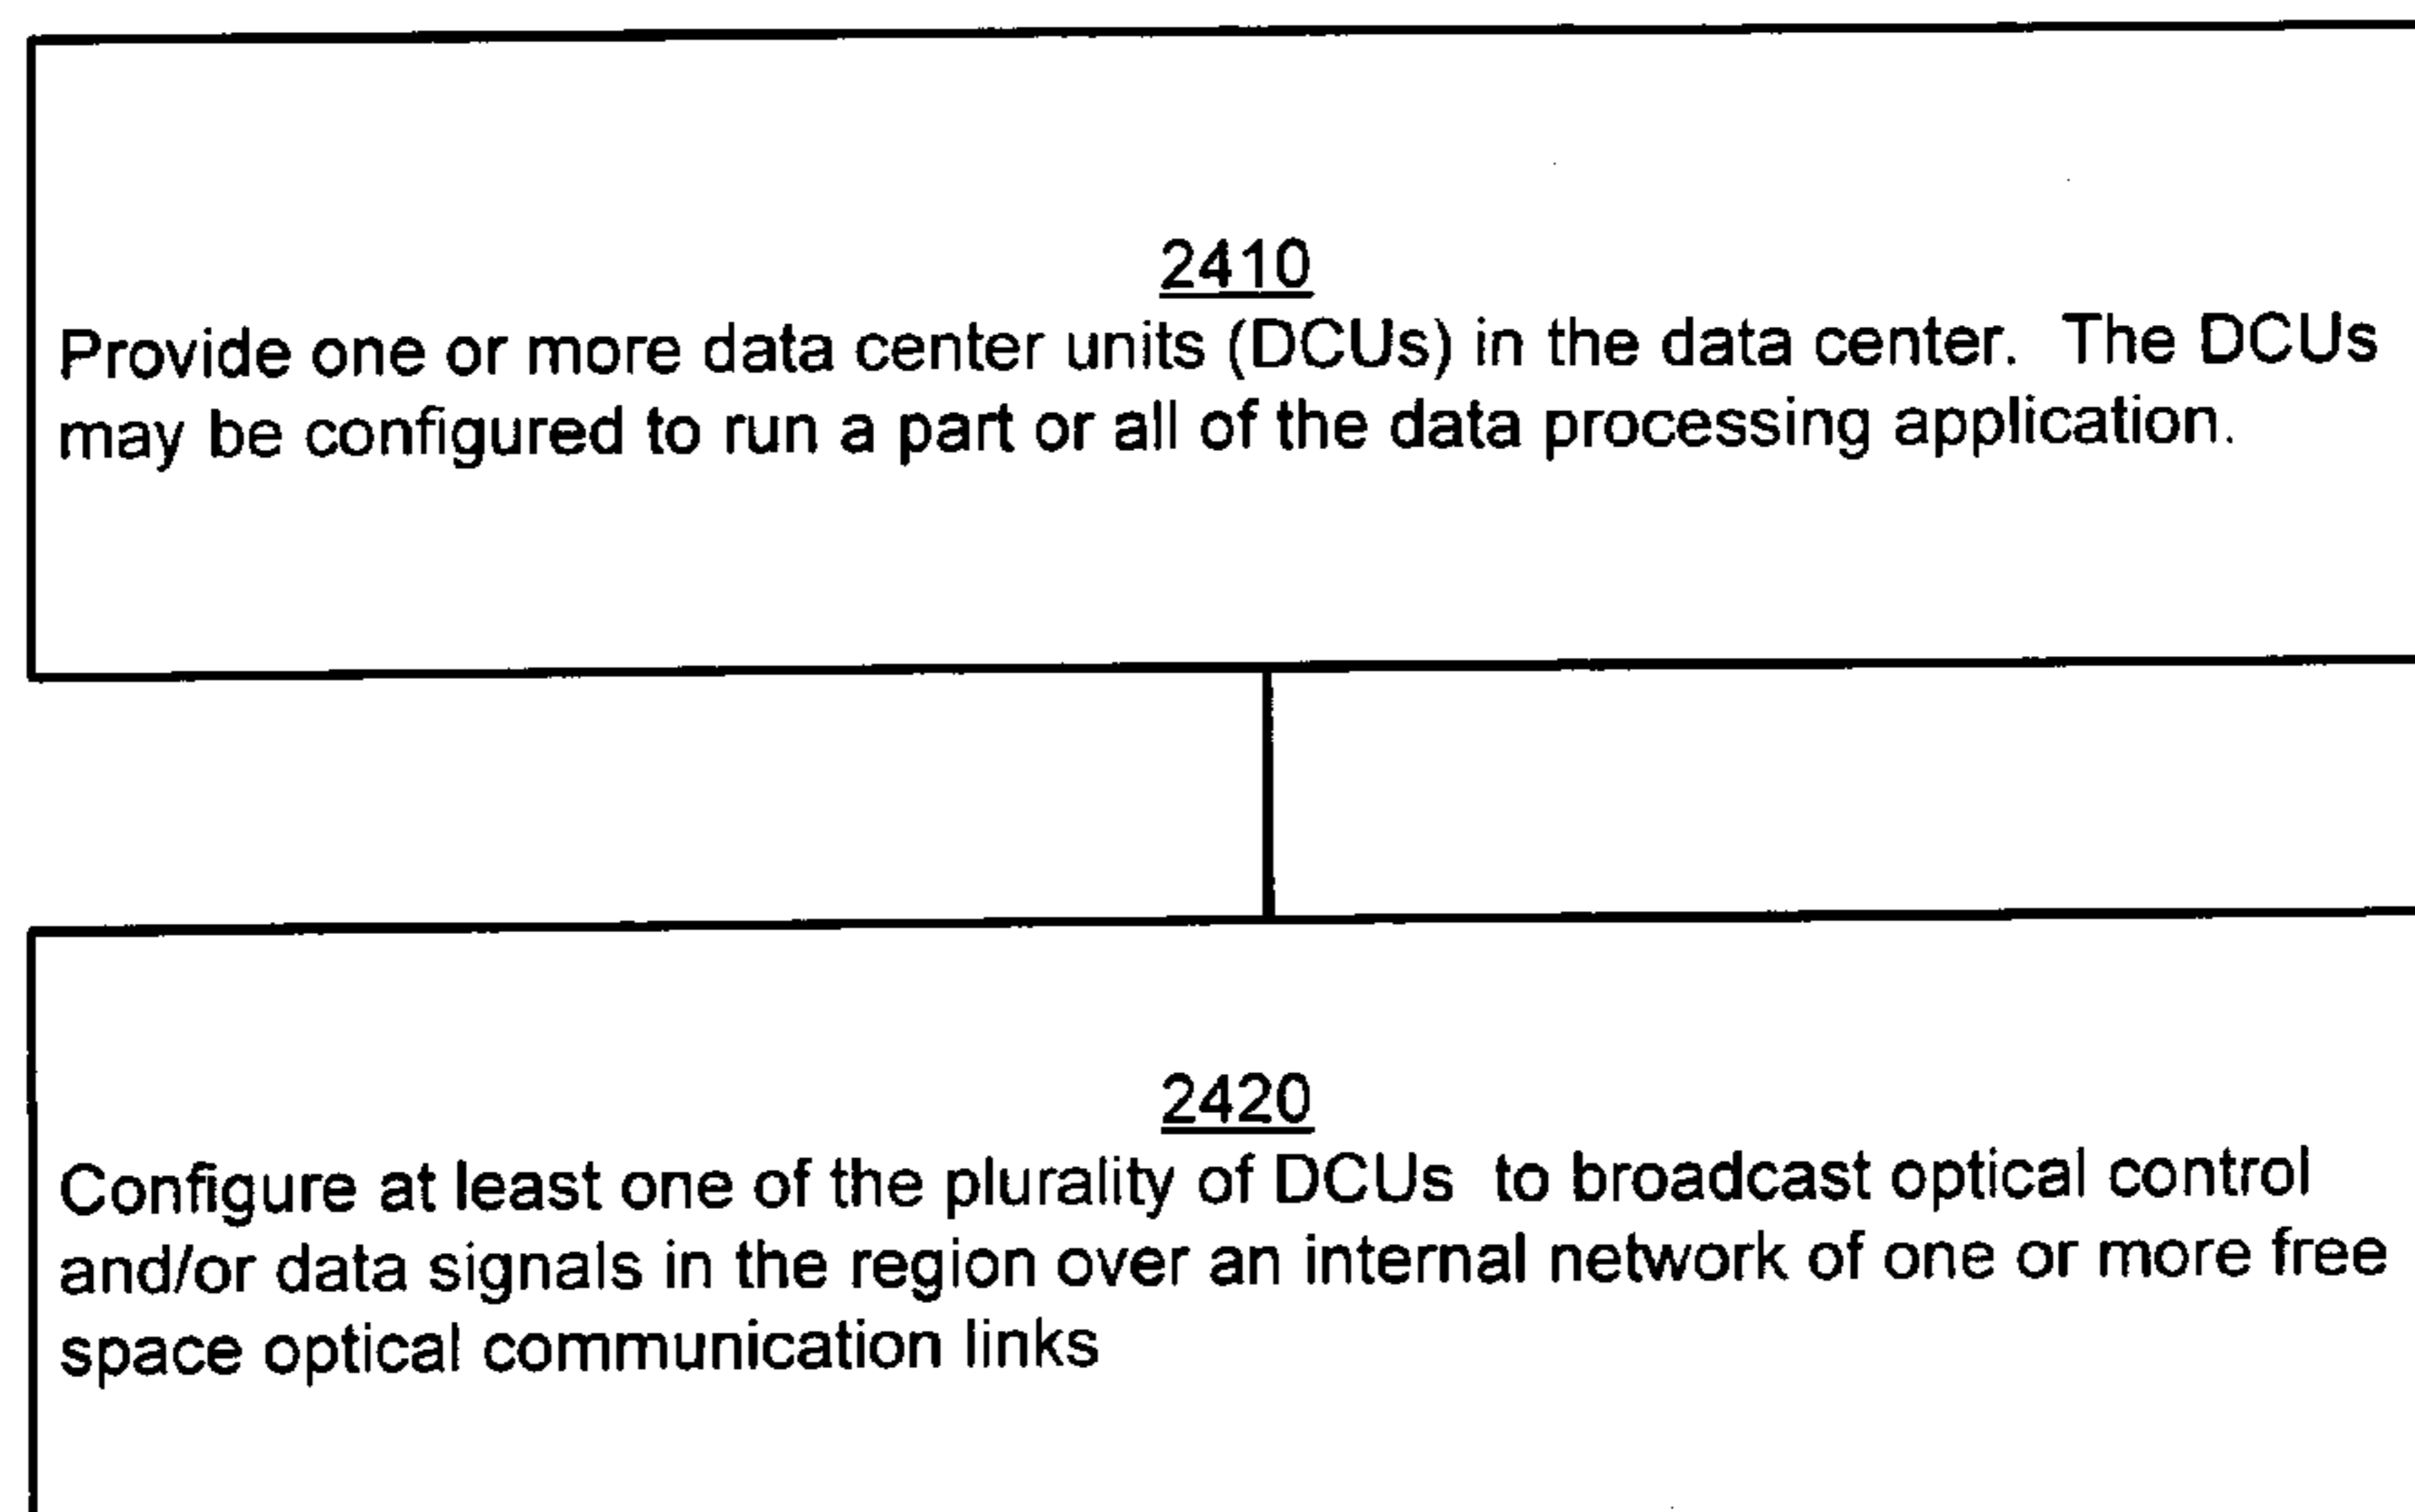 2410
Provide one or more data center units (DCUs) in the data center. The DCUs
may be configured to run a part or all of the data processing application.
2420
Configure at least one of the plurality of DCUs to broadcast optical control
and/or data signals in the region over an internal network of one or more free
space optical communication links